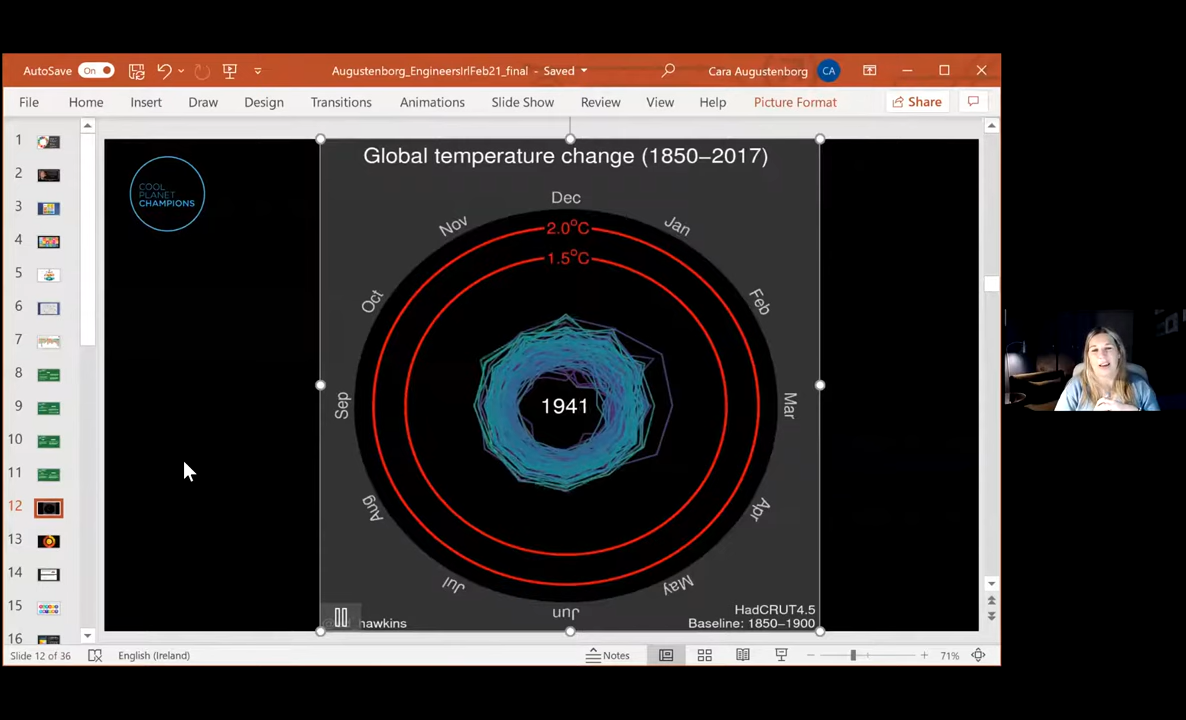 AutoSave On
Augustenborg_EngineersIrlFeb21_final - Saved
Cara Augustenborg CA
File Home Insert Draw Design Transitions Animations Slide Show Review View Help Picture Format Share
1
2
3
4
5
6
7
8
9
10
11
12
13
14
15
16
COOL
PLANET
CHAMPIONS
Global temperature change (1850–2017)
Dec
Jan
Feb
Mar
Apr
May
Jun
Jul
Aug
Sep
Oct
Nov
2.0°C
1.5°C
1941
hawkins
HadCRUT4.5
Baseline: 1850–1900
Slide 12 of 36 English (Ireland) Notes 71%